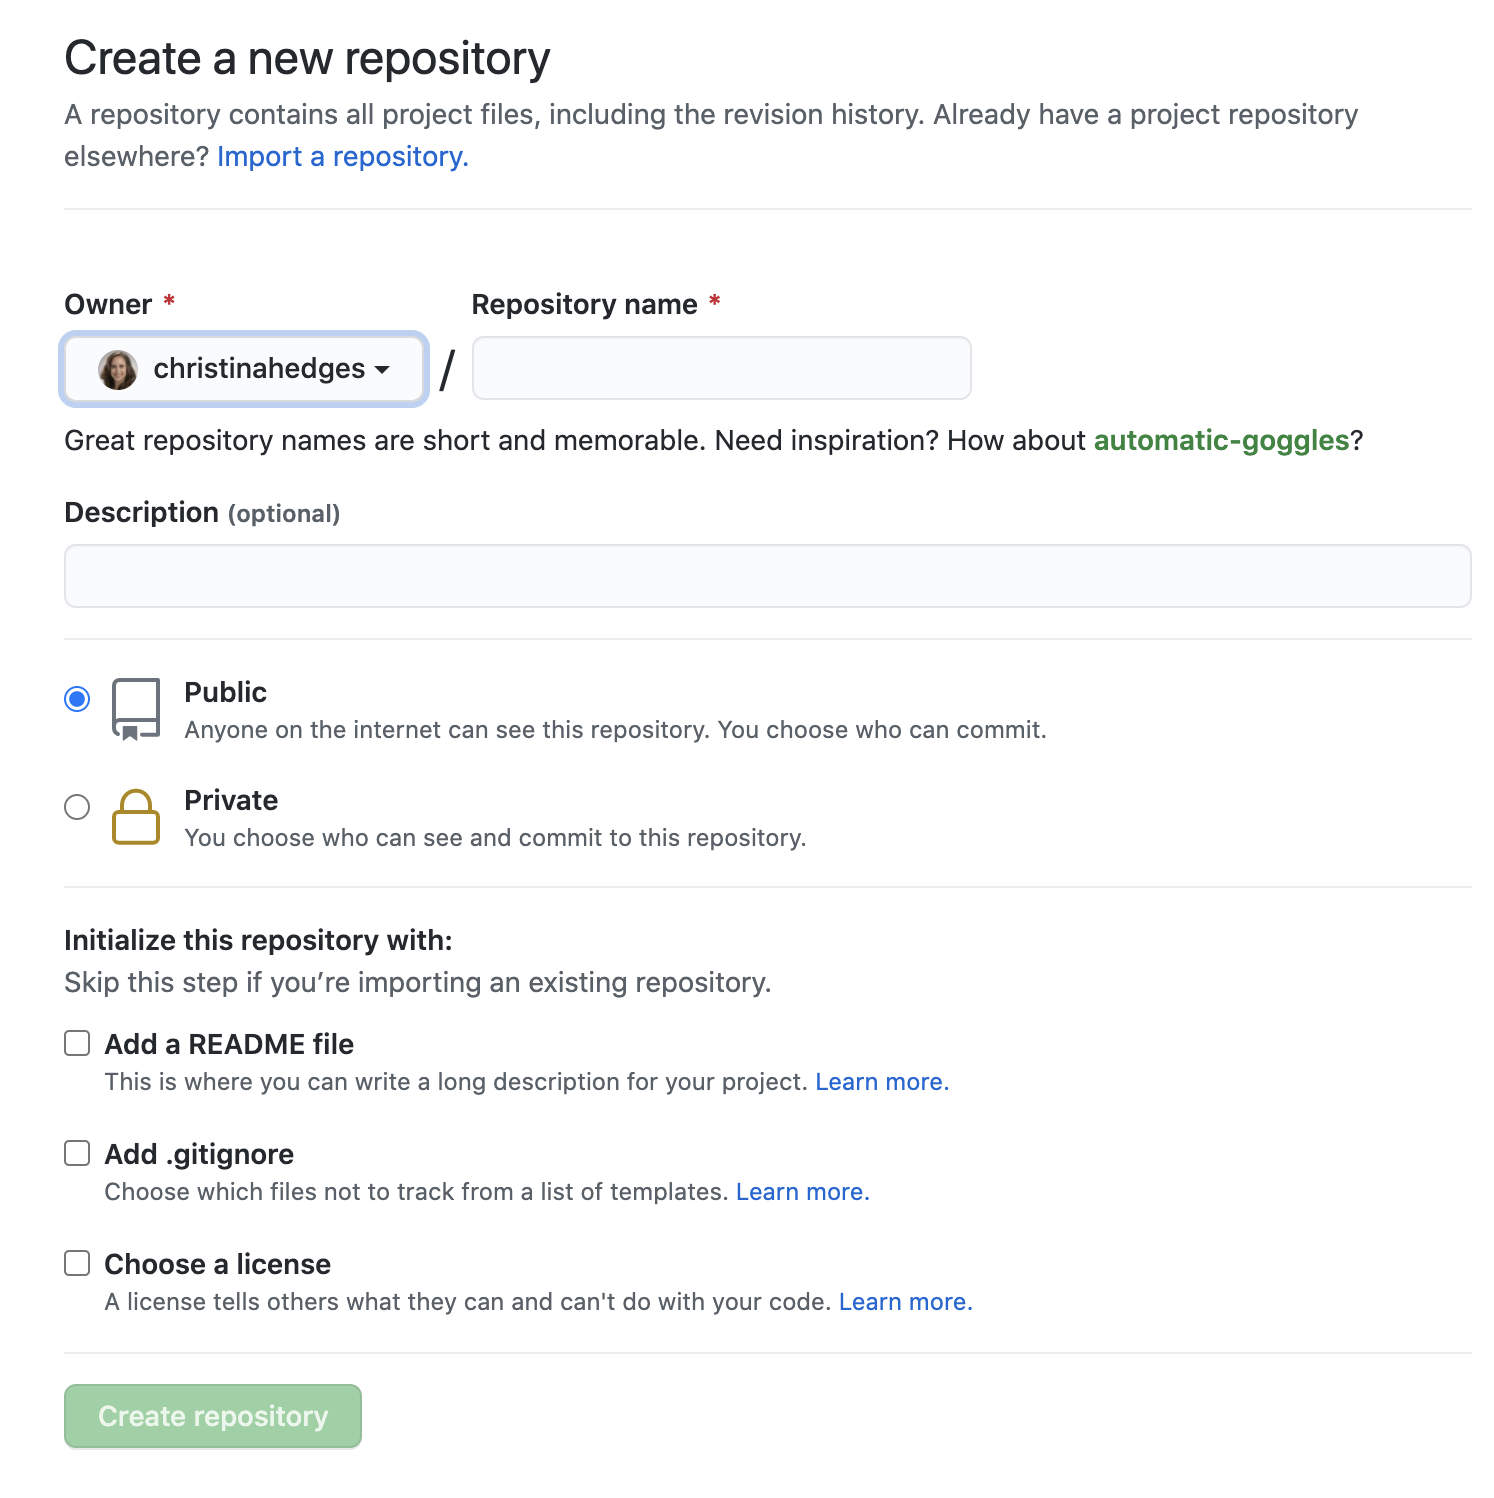 Create a new repository
A repository contains all project files, including the revision history. Already have a project repository
elsewhere? Import a repository.
Owner *
Repository name *
christinahedges
/
Great repository names are short and memorable. Need inspiration? How about automatic-goggles?
Description (optional)
Public
Anyone on the internet can see this repository. You choose who can commit.
Private
You choose who can see and commit to this repository.
Initialize this repository with:
Skip this step if you’re importing an existing repository.
Add a README file
This is where you can write a long description for your project. Learn more.
Add .gitignore
Choose which files not to track from a list of templates. Learn more.
Choose a license
A license tells others what they can and can't do with your code. Learn more.
Create repository